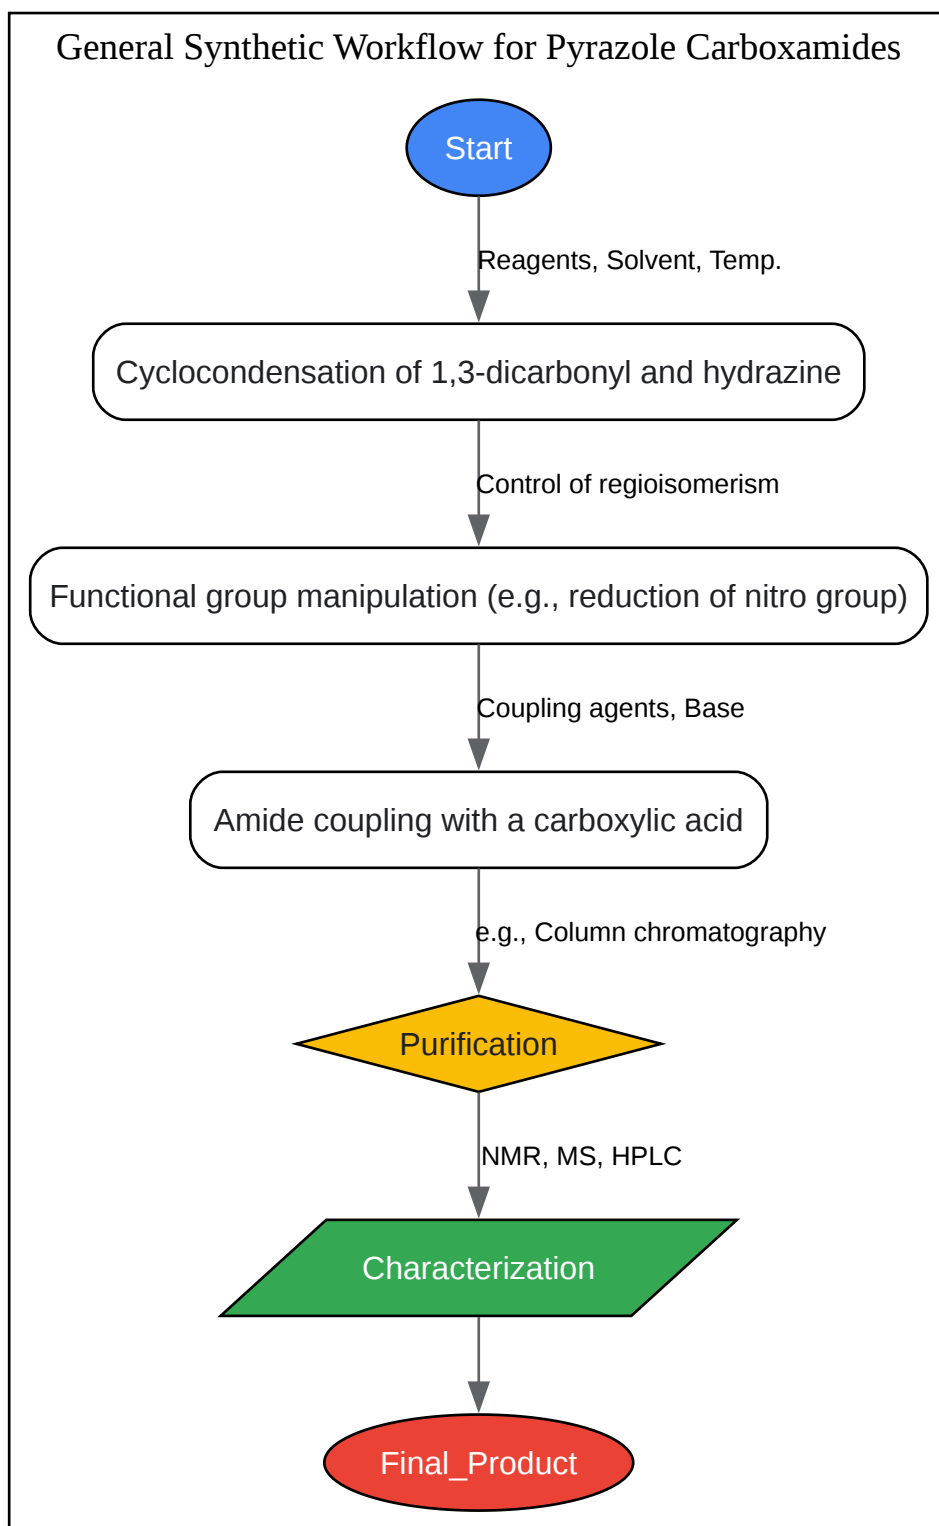 General Synthetic Workflow for Pyrazole Carboxamides
Start
Reagents, Solvent, Temp.
Cyclocondensation of 1,3-dicarbonyl and hydrazine
Control of regioisomerism
Functional group manipulation (e.g., reduction of nitro group)
Coupling agents, Base
Amide coupling with a carboxylic acid
e.g., Column chromatography
Purification
NMR, MS, HPLC
Characterization
Final_Product